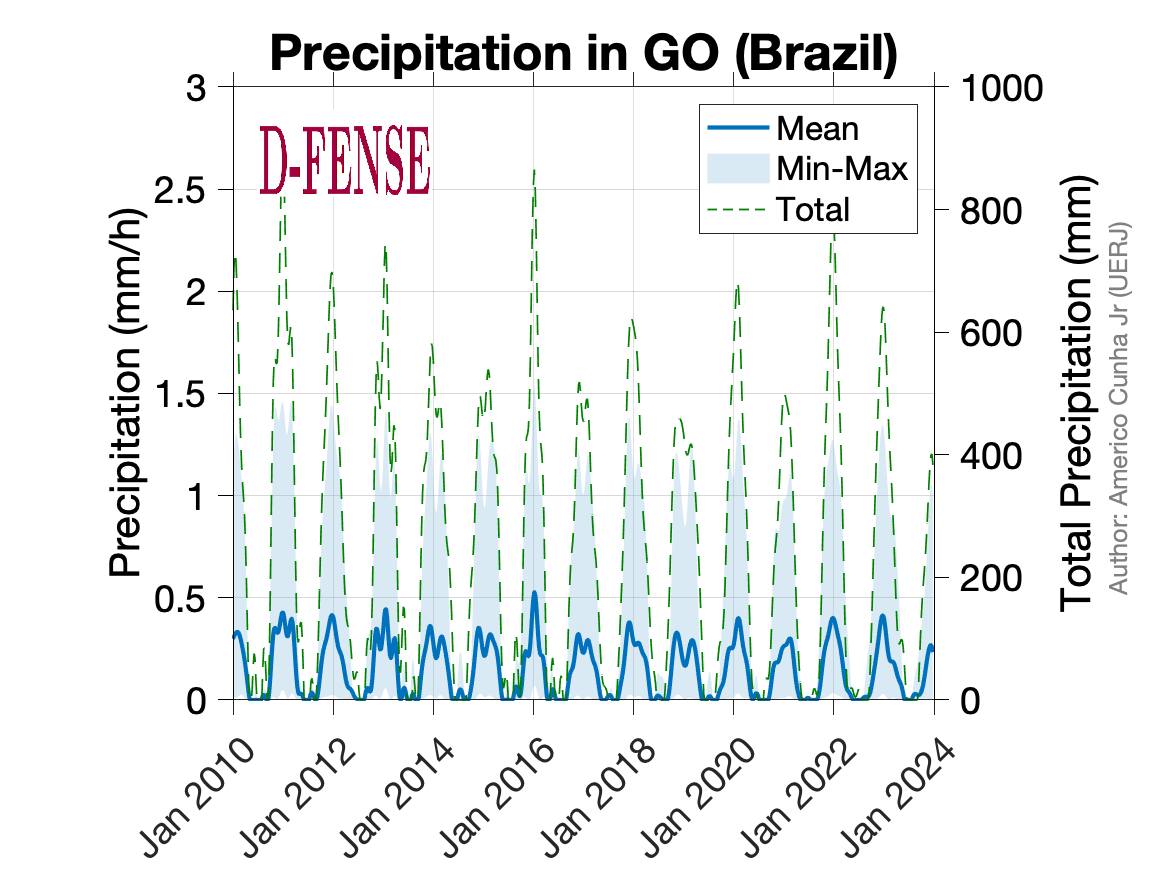 Precipitation in GO (Brazil)
D-FENSE
Mean
Min-Max
Total
Precipitation (mm/h)
3
2.5
2
1.5
1
0.5
0
1000
800
600
400
200
0
Total Precipitation (mm)
Author: Americo Cunha Jr (UERJ)
Jan 2010
Jan 2012
Jan 2014
Jan 2016
Jan 2018
Jan 2020
Jan 2022
Jan 2024